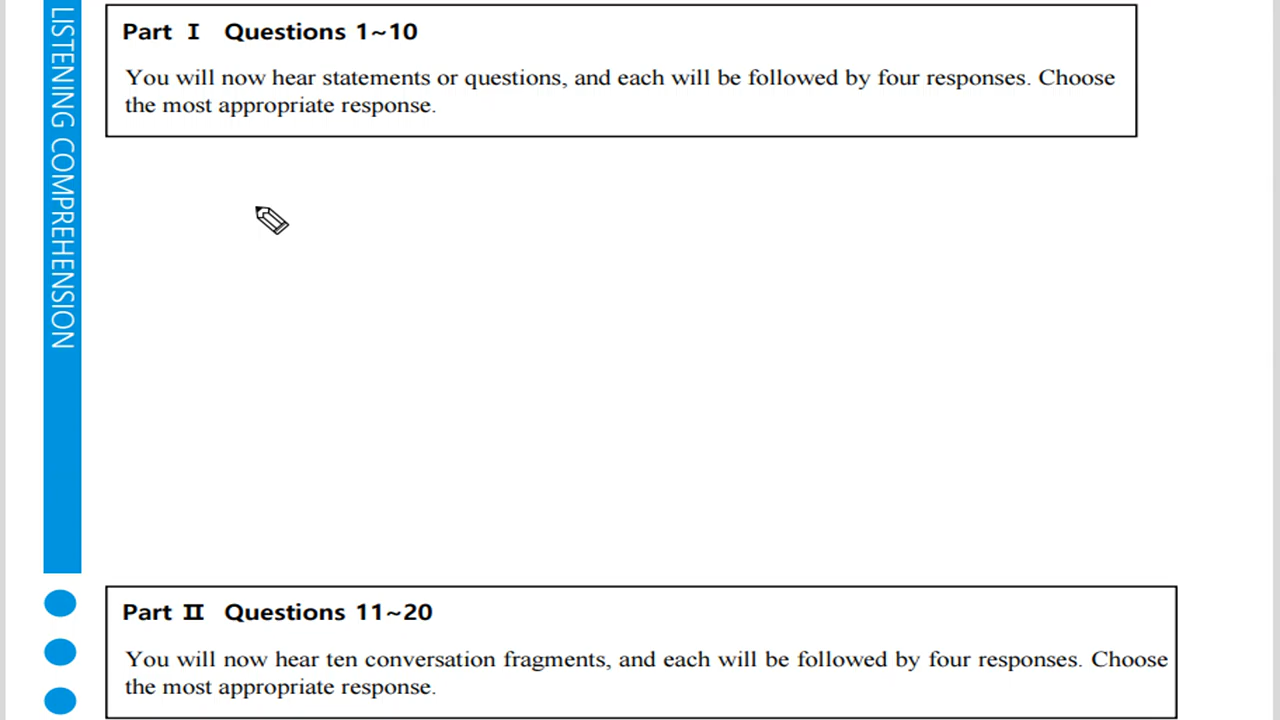 LISTENING COMPREHENSION
Part Ⅰ Questions 1~10
You will now hear statements or questions, and each will be followed by four responses. Choose
the most appropriate response.
Part Ⅱ Questions 11~20
You will now hear ten conversation fragments, and each will be followed by four responses. Choose
the most appropriate response.